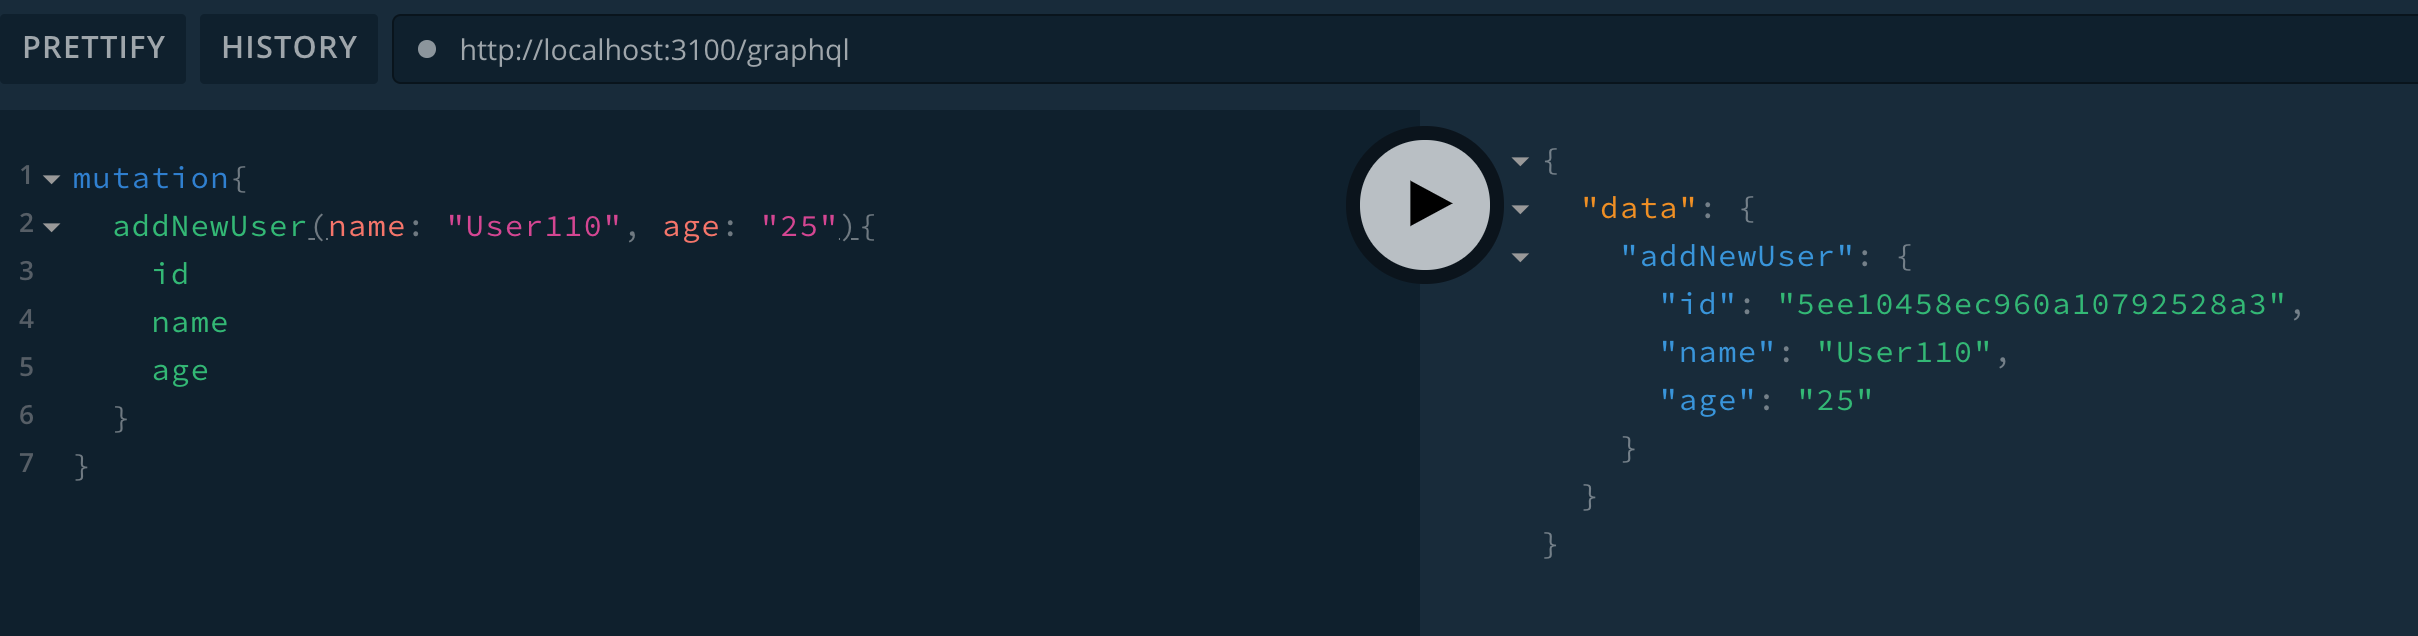 PRETTIFY HISTORY http://localhost:3100/graphql
1 mutation{
2 addNewUser(name: "User110", age: "25"){
3 id
4 name
5 age
6 }
7 }
{
"data": {
"addNewUser": {
"id": "5ee10458ec960a10792528a3",
"name": "User110",
"age": "25"
}
}
}